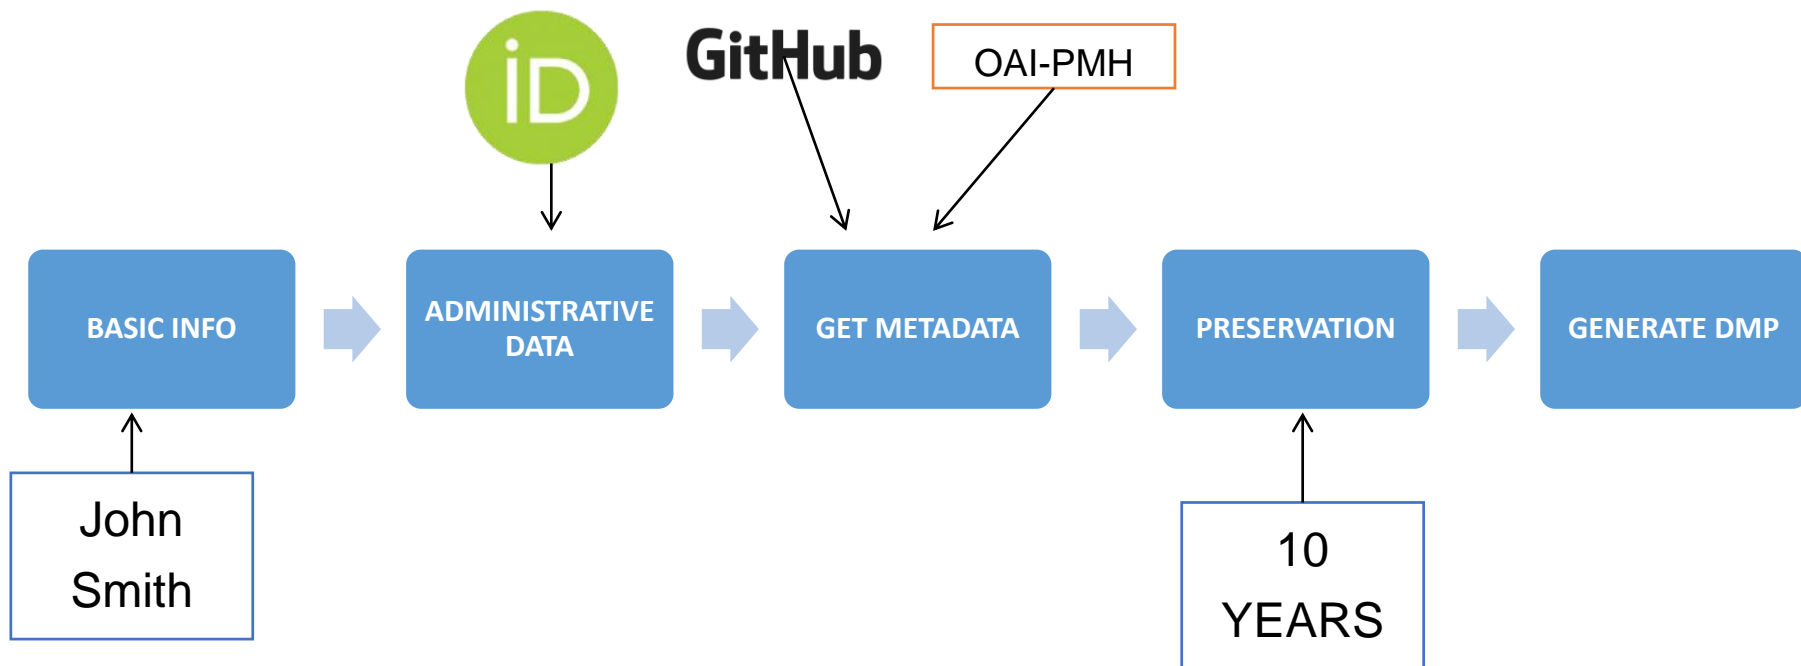 iD
GitHub
OAI-PMH
BASIC INFO
ADMINISTRATIVE
DATA
GET METADATA
PRESERVATION
GENERATE DMP
John
Smith
10
YEARS